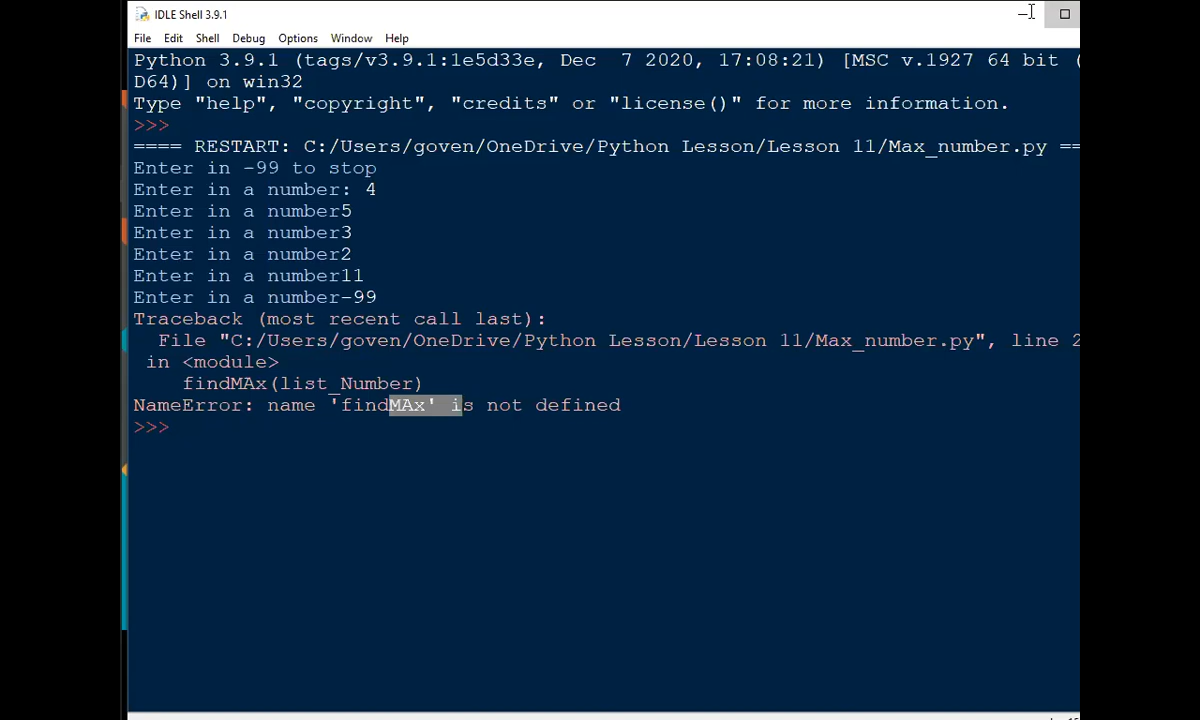 IDLE Shell 3.9.1
File Edit Shell Debug Options Window Help
Python 3.9.1 (tags/v3.9.1:1e5d33e, Dec  7 2020, 17:08:21) [MSC v.1927 64 bit (
D64)] on win32
Type "help", "copyright", "credits" or "license()" for more information.
>>>
==== RESTART: C:/Users/goven/OneDrive/Python Lesson/Lesson 11/Max_number.py ==
Enter in -99 to stop
Enter in a number: 4
Enter in a number5
Enter in a number3
Enter in a number2
Enter in a number11
Enter in a number-99
Traceback (most recent call last):
  File "C:/Users/goven/OneDrive/Python Lesson/Lesson 11/Max_number.py", line 2
 in <module>
    findMAx(list_Number)
NameError: name 'findMAx' is not defined
>>>